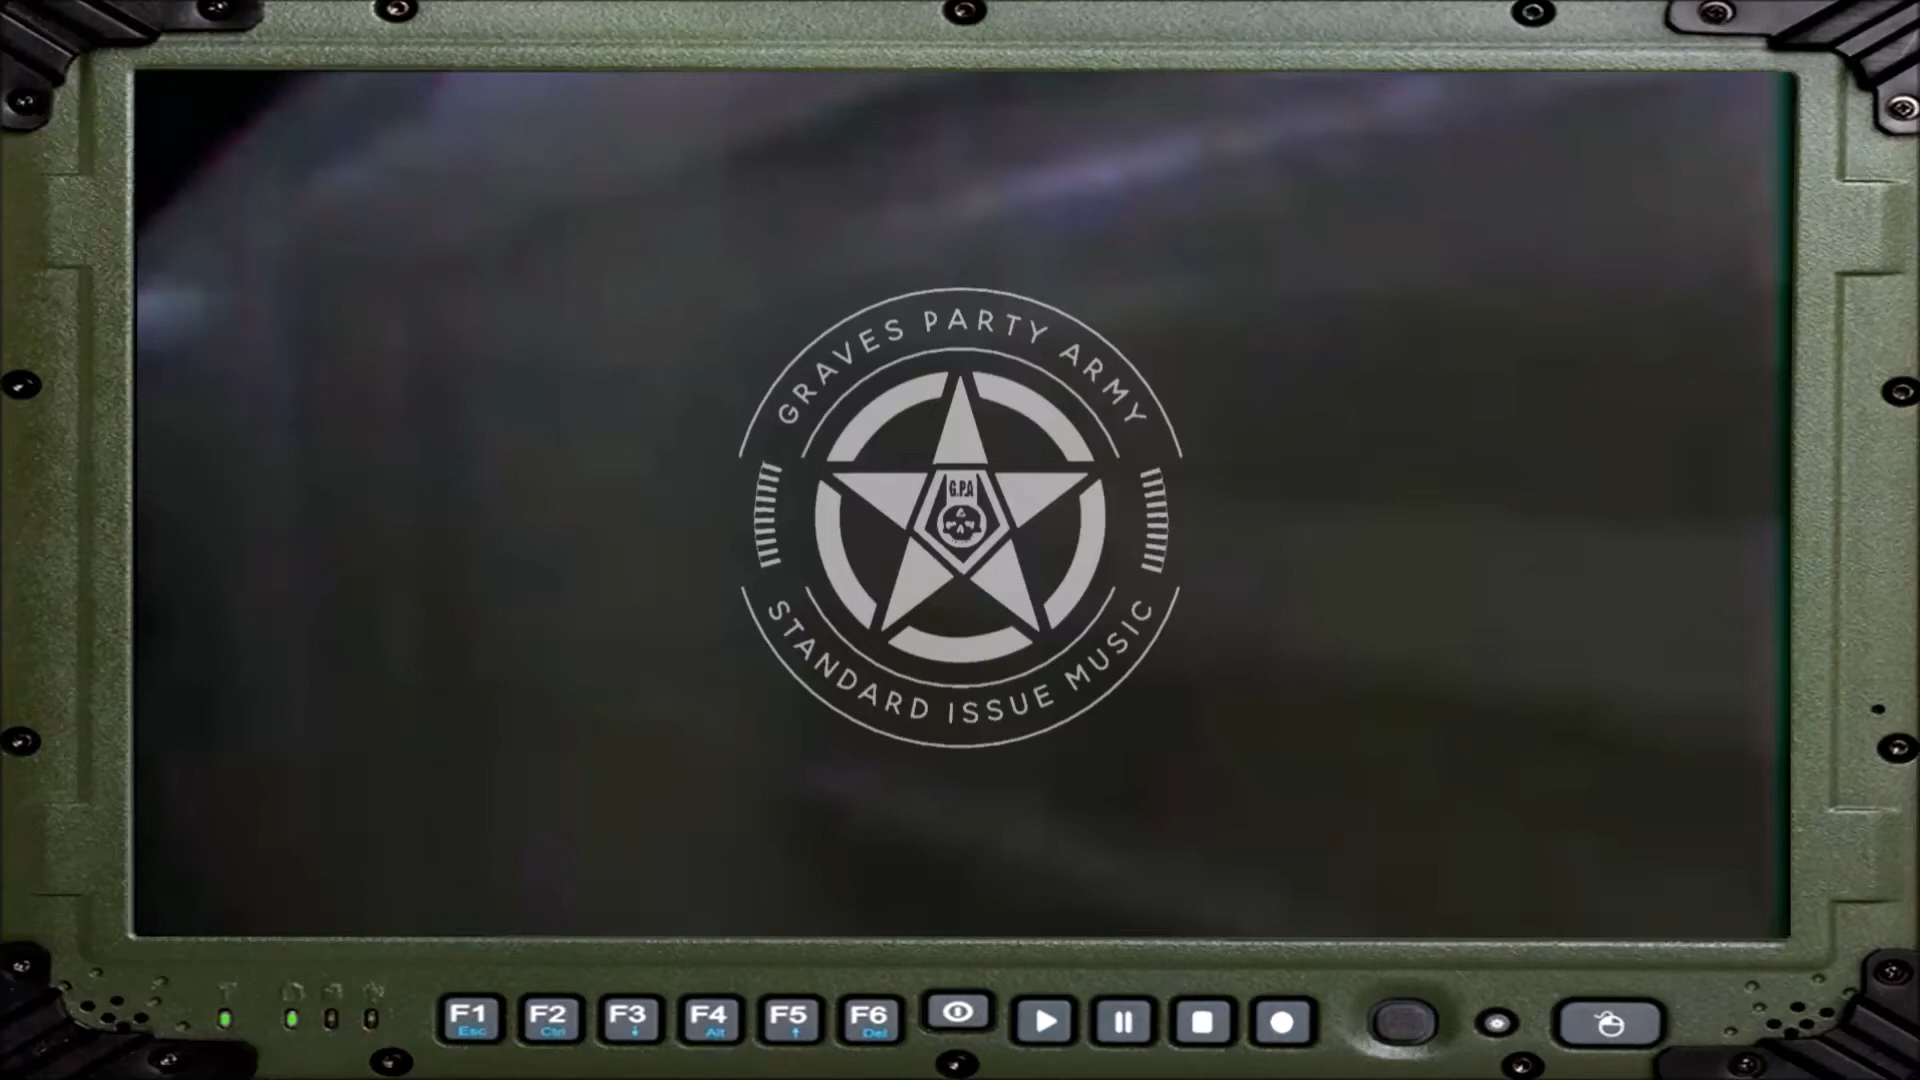 GRAVES PARTY ARMY
G.P.A
STANDARD ISSUE MUSIC
F1 F2 F3 F4 F5 F6
Esc Ctrl ↓ Alt ↑ Del